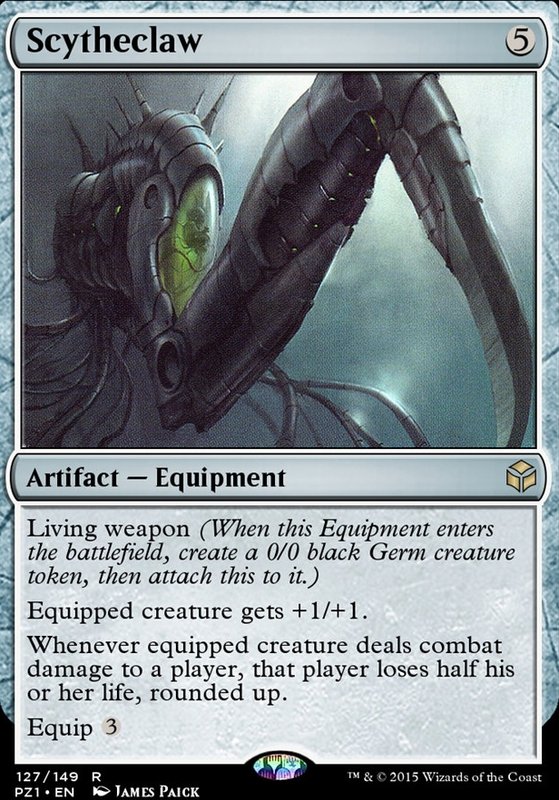 Scytheclaw 5
Artifact — Equipment
Living weapon (When this Equipment enters
the battlefield, create a 0/0 black Germ creature
token, then attach this to it.)
Equipped creature gets +1/+1.
Whenever equipped creature deals combat
damage to a player, that player loses half his
or her life, rounded up.
Equip 3
127/149 R
PZ1 • EN James Paick
™ & © 2015 Wizards of the Coast